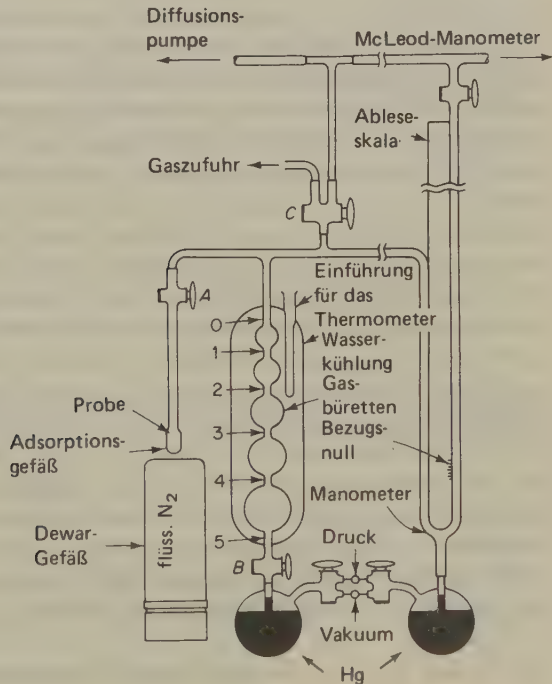 Diffusions-
pumpe
McLeod-Manometer
Ablese-
skala
Gaszufuhr
C
A
Einführung
für das
Thermometer
Wasser-
kühlung
Gas-
büretten
Bezugs-
null
0
1
2
3
4
5
Probe
Adsorptions-
gefäß
Manometer
Dewar-
Gefäß
flüss. N₂
B
Druck
Vakuum
Hg